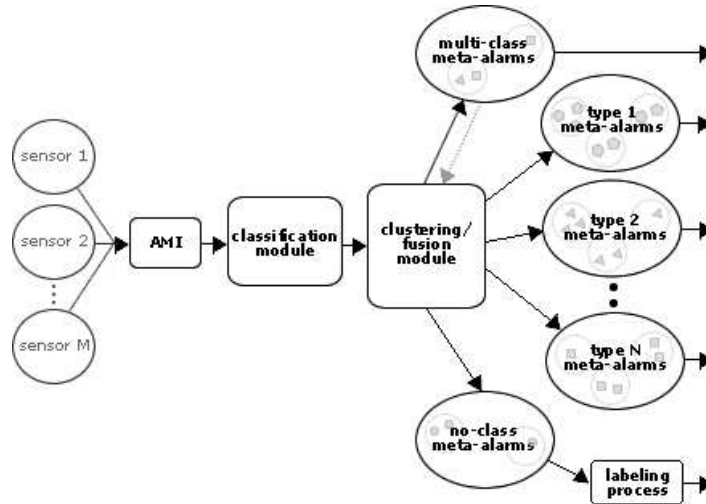 multi-class
meta-alarms
type 1
meta-alarms
sensor 1
sensor 2
sensor M
AMI
classification
module
clustering/
fusion
module
type 2
meta-alarms
type N
meta-alarms
no-class
meta-alarms
labeling
process